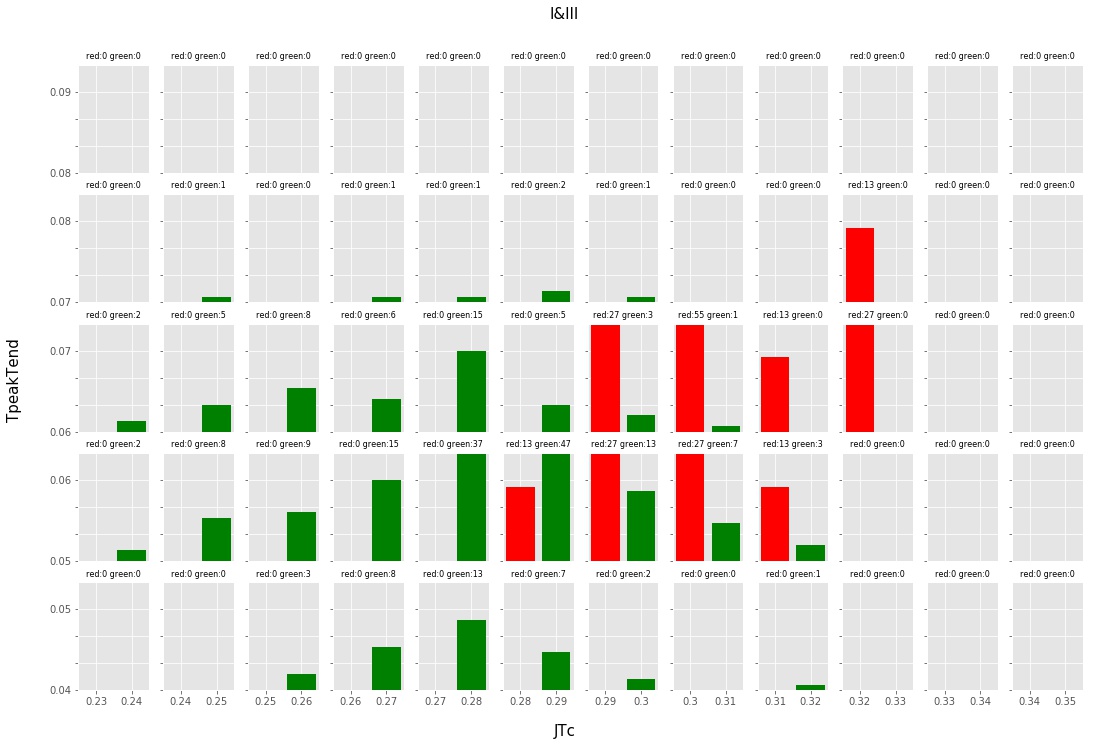 I&III
red:0 green:0 red:0 green:0 red:0 green:0 red:0 green:0 red:0 green:0 red:0 green:0 red:0 green:0 red:0 green:0 red:0 green:0 red:0 green:0 red:0 green:0 red:0 green:0
0.09
0.08
red:0 green:0 red:0 green:1 red:0 green:0 red:0 green:1 red:0 green:1 red:0 green:2 red:0 green:1 red:0 green:0 red:0 green:0 red:13 green:0 red:0 green:0 red:0 green:0
0.08
0.07
red:0 green:2 red:0 green:5 red:0 green:8 red:0 green:6 red:0 green:15 red:0 green:5 red:27 green:3 red:55 green:1 red:13 green:0 red:27 green:0 red:0 green:0 red:0 green:0
0.07
0.06
TpeakTend
red:0 green:2 red:0 green:8 red:0 green:9 red:0 green:15 red:0 green:37 red:13 green:47 red:27 green:13 red:27 green:7 red:13 green:3 red:0 green:0 red:0 green:0 red:0 green:0
0.06
0.05
red:0 green:0 red:0 green:0 red:0 green:3 red:0 green:8 red:0 green:13 red:0 green:7 red:0 green:2 red:0 green:0 red:0 green:1 red:0 green:0 red:0 green:0 red:0 green:0
0.05
0.04
0.23 0.24 0.24 0.25 0.25 0.26 0.26 0.27 0.27 0.28 0.28 0.29 0.29 0.3 0.3 0.31 0.31 0.32 0.32 0.33 0.33 0.34 0.34 0.35
JTc